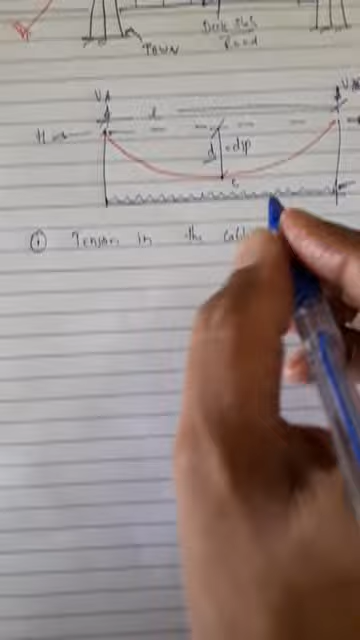 Deck Slab
Road
TOWN
VA
l
H
d = dip
c
① Tension in the cabl